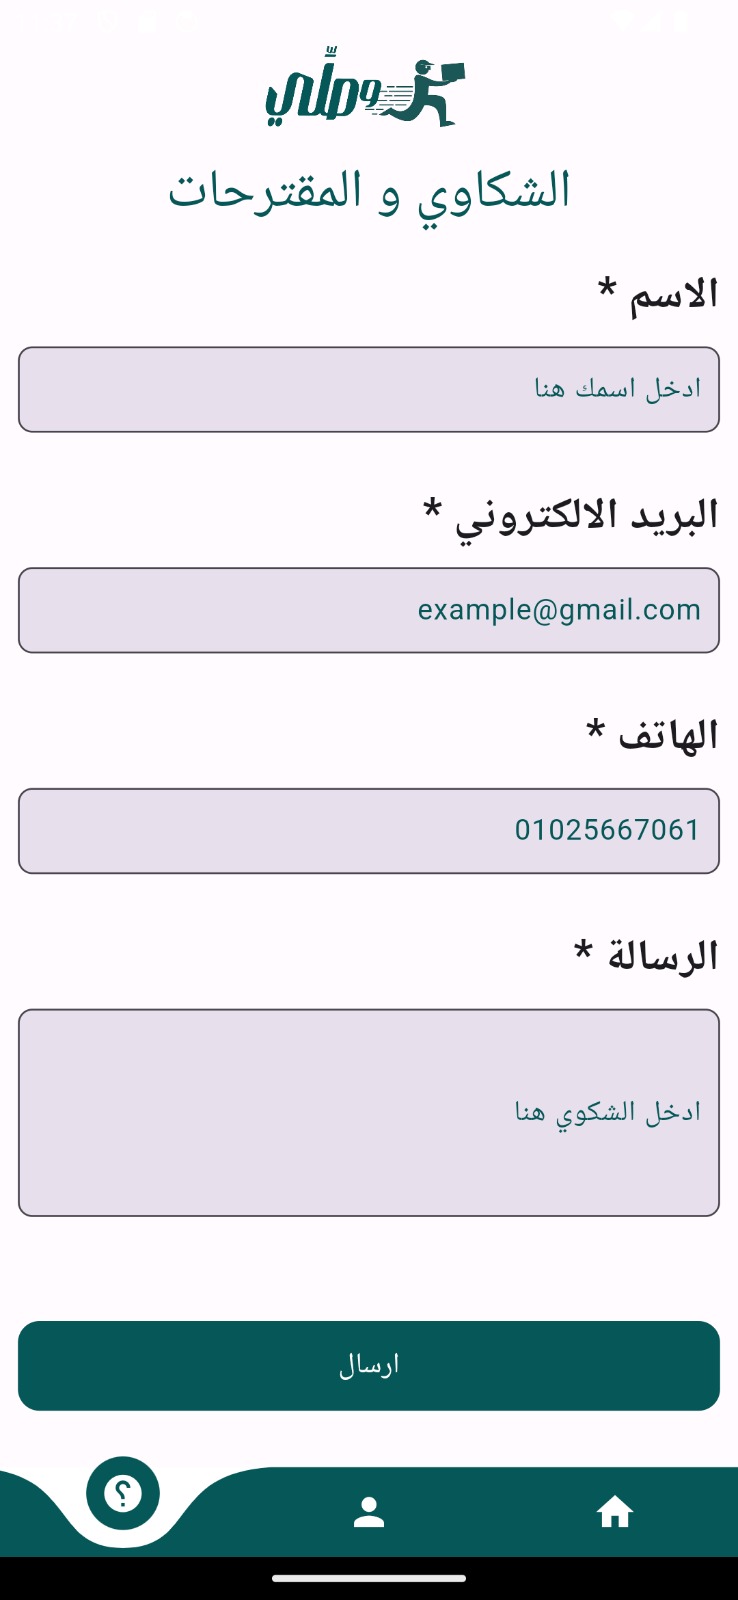 وصلّي
الشكاوي و المقترحات
الاسم *
ادخل اسمك هنا
البريد الالكتروني *
example@gmail.com
الهاتف *
01025667061
الرسالة *
ادخل الشكوي هنا
ارسال
؟